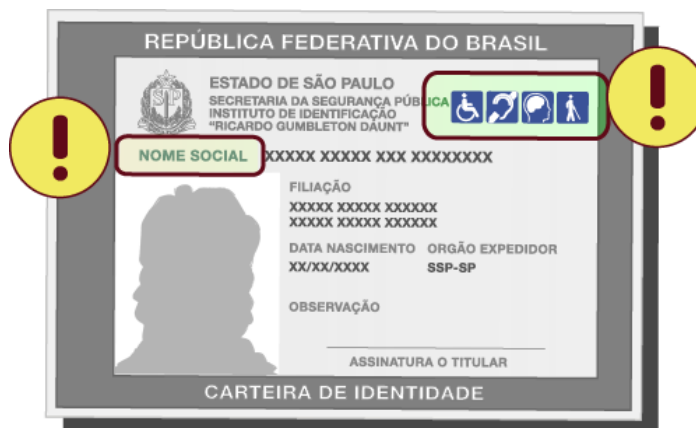 REPÚBLICA FEDERATIVA DO BRASIL
ESTADO DE SÃO PAULO
SECRETARIA DA SEGURANÇA PÚBLICA
INSTITUTO DE IDENTIFICAÇÃO
"RICARDO GUMBLETON DAUNT"
NOME SOCIAL XXXXX XXXXX XXX XXXXXXXX
FILIAÇÃO
XXXXX XXXXX XXXXXX
XXXXX XXXXX XXXXXX
DATA NASCIMENTO ORGÃO EXPEDIDOR
XX/XX/XXXX SSP-SP
OBSERVAÇÃO
ASSINATURA O TITULAR
CARTEIRA DE IDENTIDADE
! !
SP